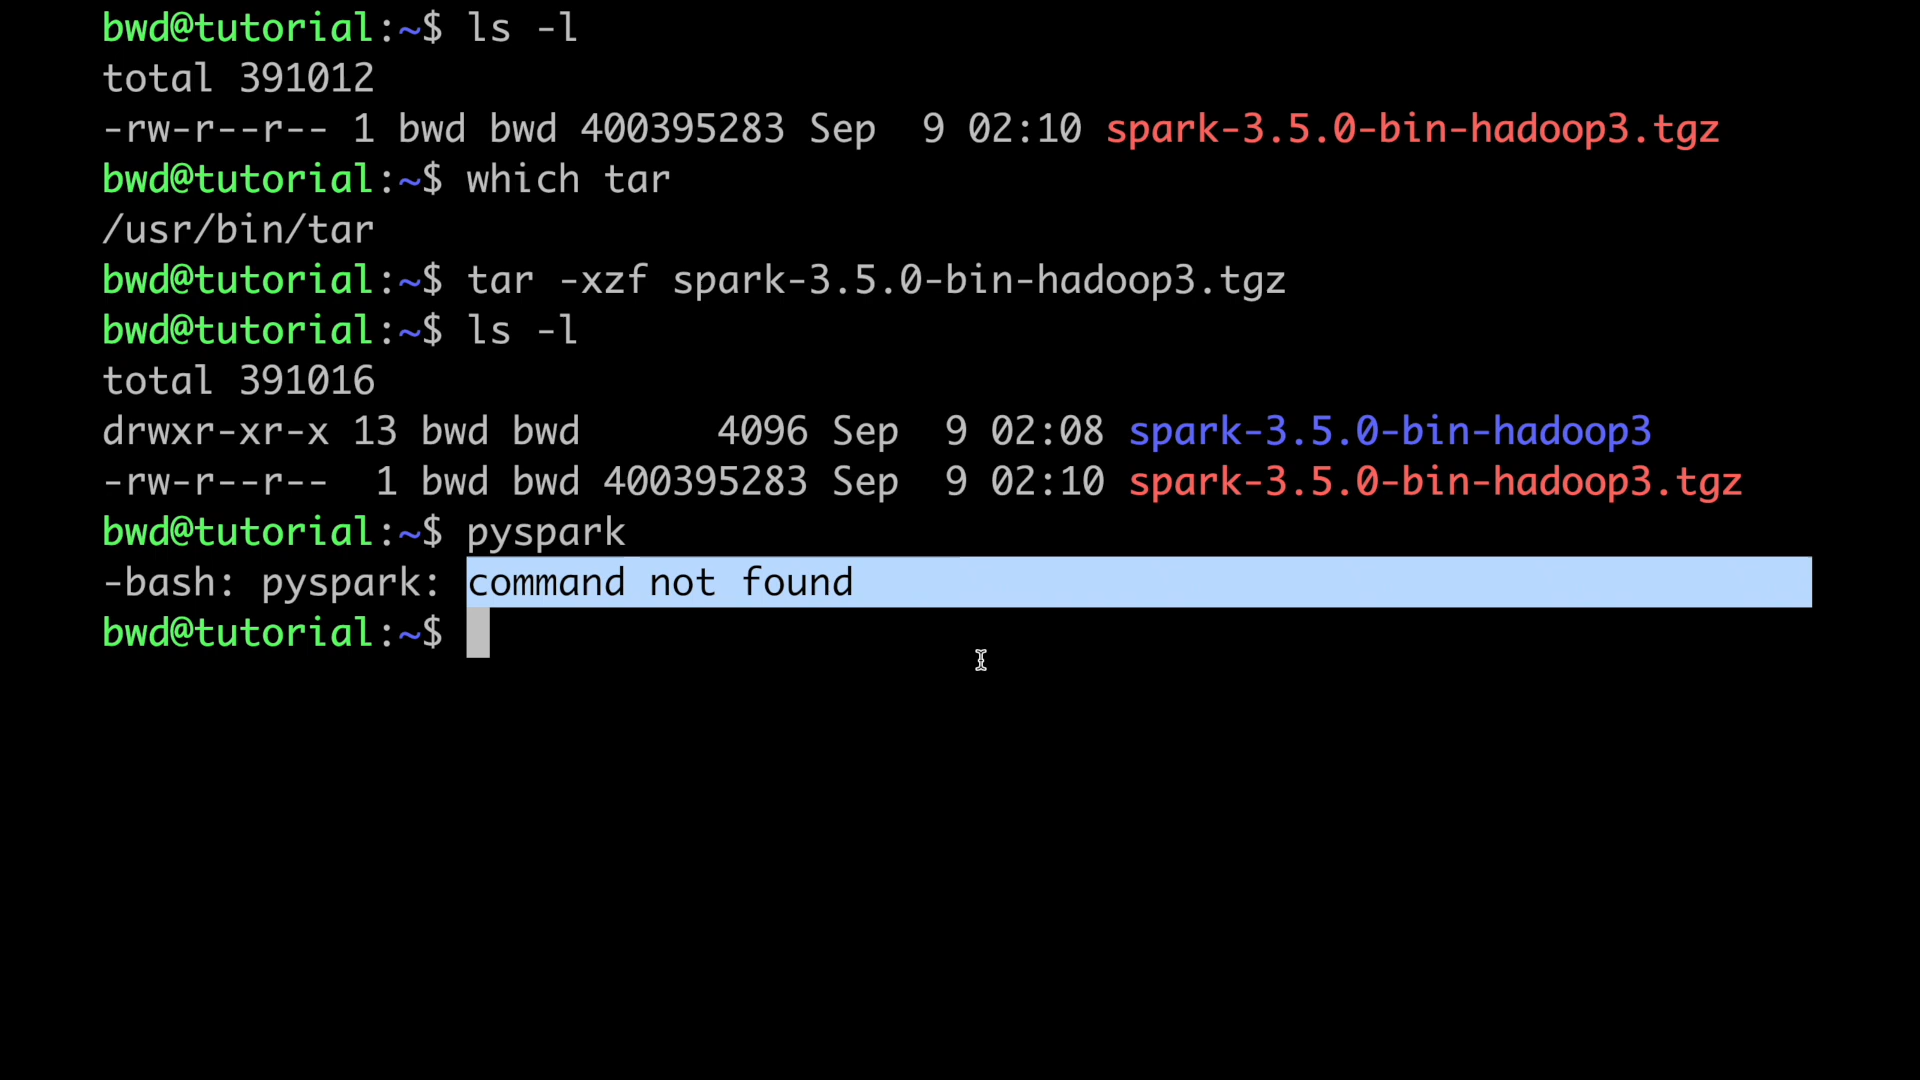 bwd@tutorial:~$ ls -l
total 391012
-rw-r--r-- 1 bwd bwd 400395283 Sep  9 02:10 spark-3.5.0-bin-hadoop3.tgz
bwd@tutorial:~$ which tar
/usr/bin/tar
bwd@tutorial:~$ tar -xzf spark-3.5.0-bin-hadoop3.tgz
bwd@tutorial:~$ ls -l
total 391016
drwxr-xr-x 13 bwd bwd      4096 Sep  9 02:08 spark-3.5.0-bin-hadoop3
-rw-r--r--  1 bwd bwd 400395283 Sep  9 02:10 spark-3.5.0-bin-hadoop3.tgz
bwd@tutorial:~$ pyspark
-bash: pyspark: command not found
bwd@tutorial:~$